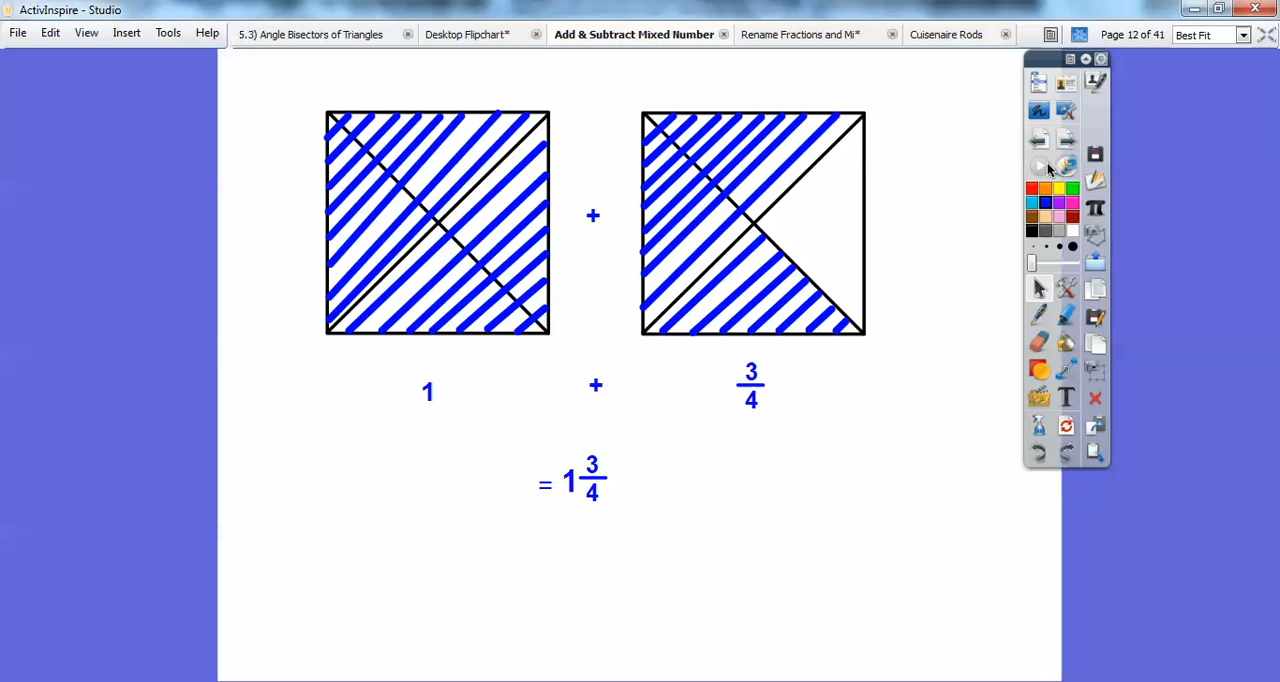 ActivInspire - Studio
File Edit View Insert Tools Help
5.3) Angle Bisectors of Triangles Desktop Flipchart* Add & Subtract Mixed Number Rename Fractions and Mi* Cuisenaire Rods Page 12 of 41 Best Fit
+
1 + 3/4
= 1 3/4